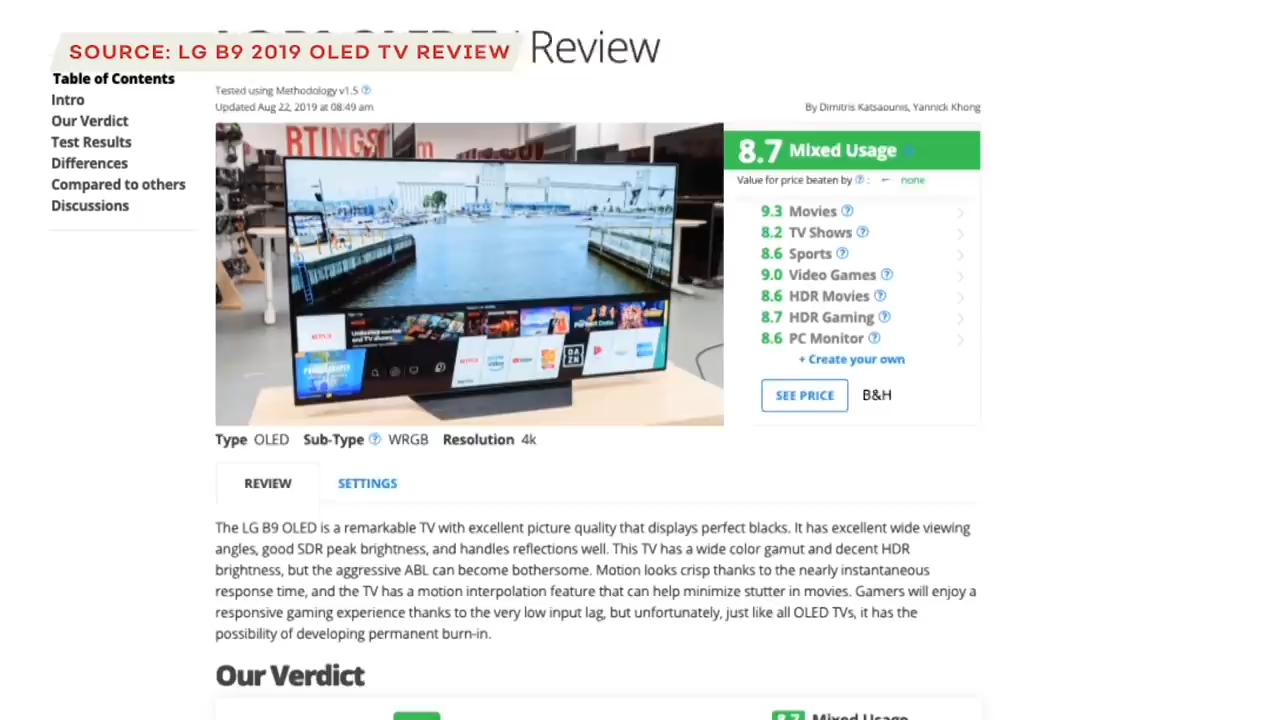 SOURCE: LG B9 2019 OLED TV REVIEW
Review
Table of Contents
Intro
Our Verdict
Test Results
Differences
Compared to others
Discussions
Tested using Methodology v1.5
Updated Aug 22, 2019 at 08:49 am
By Dimitris Katsaounis, Yannick Khong
RTINGS
8.7 Mixed Usage
Value for price beaten by : none
9.3 Movies
8.2 TV Shows
8.6 Sports
9.0 Video Games
8.6 HDR Movies
8.7 HDR Gaming
8.6 PC Monitor
+ Create your own
SEE PRICE B&H
NETFLIX
DAZN
Type OLED Sub-Type WRGB Resolution 4k
REVIEW SETTINGS
The LG B9 OLED is a remarkable TV with excellent picture quality that displays perfect blacks. It has excellent wide viewing
angles, good SDR peak brightness, and handles reflections well. This TV has a wide color gamut and decent HDR
brightness, but the aggressive ABL can become bothersome. Motion looks crisp thanks to the nearly instantaneous
response time, and the TV has a motion interpolation feature that can help minimize stutter in movies. Gamers will enjoy a
responsive gaming experience thanks to the very low input lag, but unfortunately, just like all OLED TVs, it has the
possibility of developing permanent burn-in.
Our Verdict
8.7 Mixed Usage